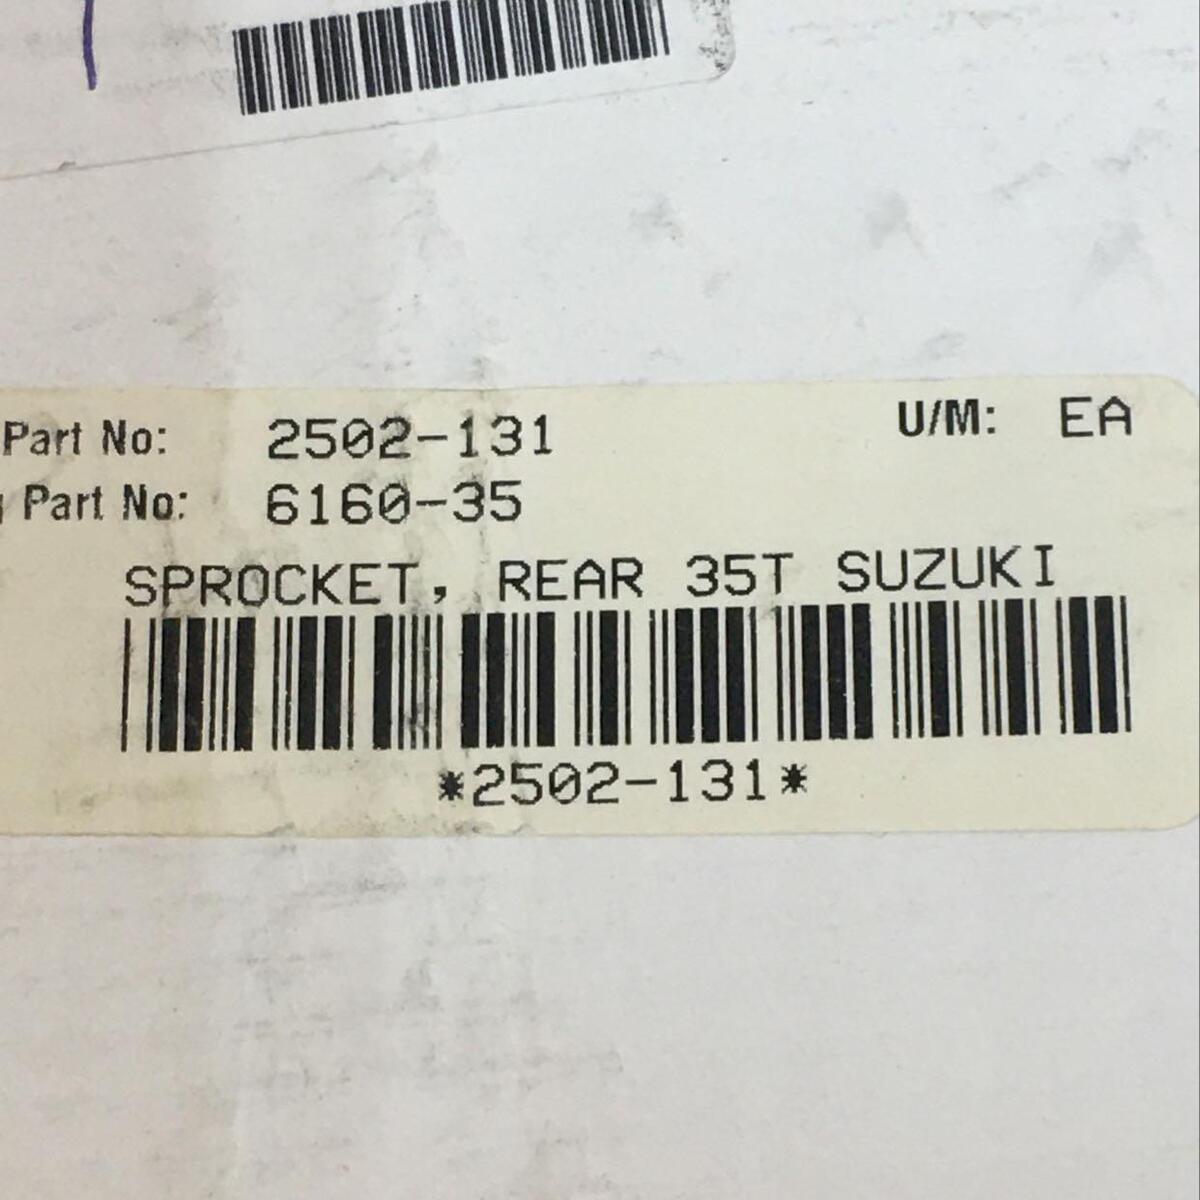 Part No: 2502-131 U/M: EA
Part No: 6160-35
SPROCKET, REAR 35T SUZUKI
*2502-131*